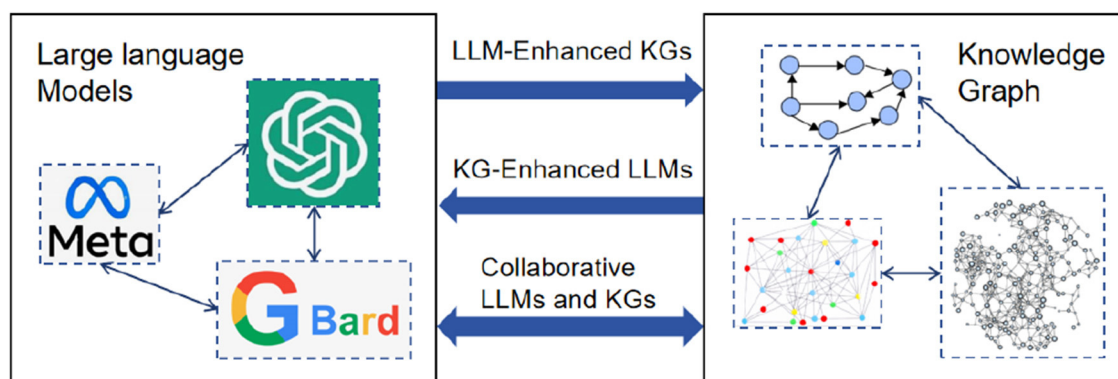 Large language
Models
Meta
G Bard
LLM-Enhanced KGs
KG-Enhanced LLMs
Collaborative
LLMs and KGs
Knowledge
Graph